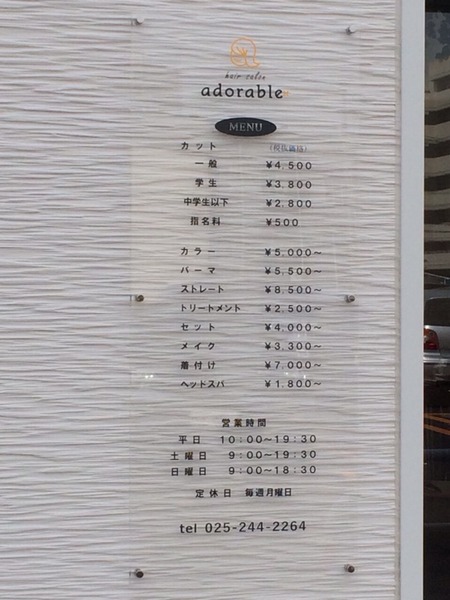 hair salon
adorable
MENU
カット (税抜価格)
一般 ¥4,500
学生 ¥3,800
中学生以下 ¥2,800
指名料 ¥500
カラー ¥5,000〜
パーマ ¥5,500〜
ストレート ¥8,500〜
トリートメント ¥2,500〜
セット ¥4,000〜
メイク ¥3,300〜
着付け ¥7,000〜
ヘッドスパ ¥1,800〜
営業時間
平日 10:00〜19:30
土曜日 9:00〜19:30
日曜日 9:00〜18:30
定休日 毎週月曜日
tel 025-244-2264